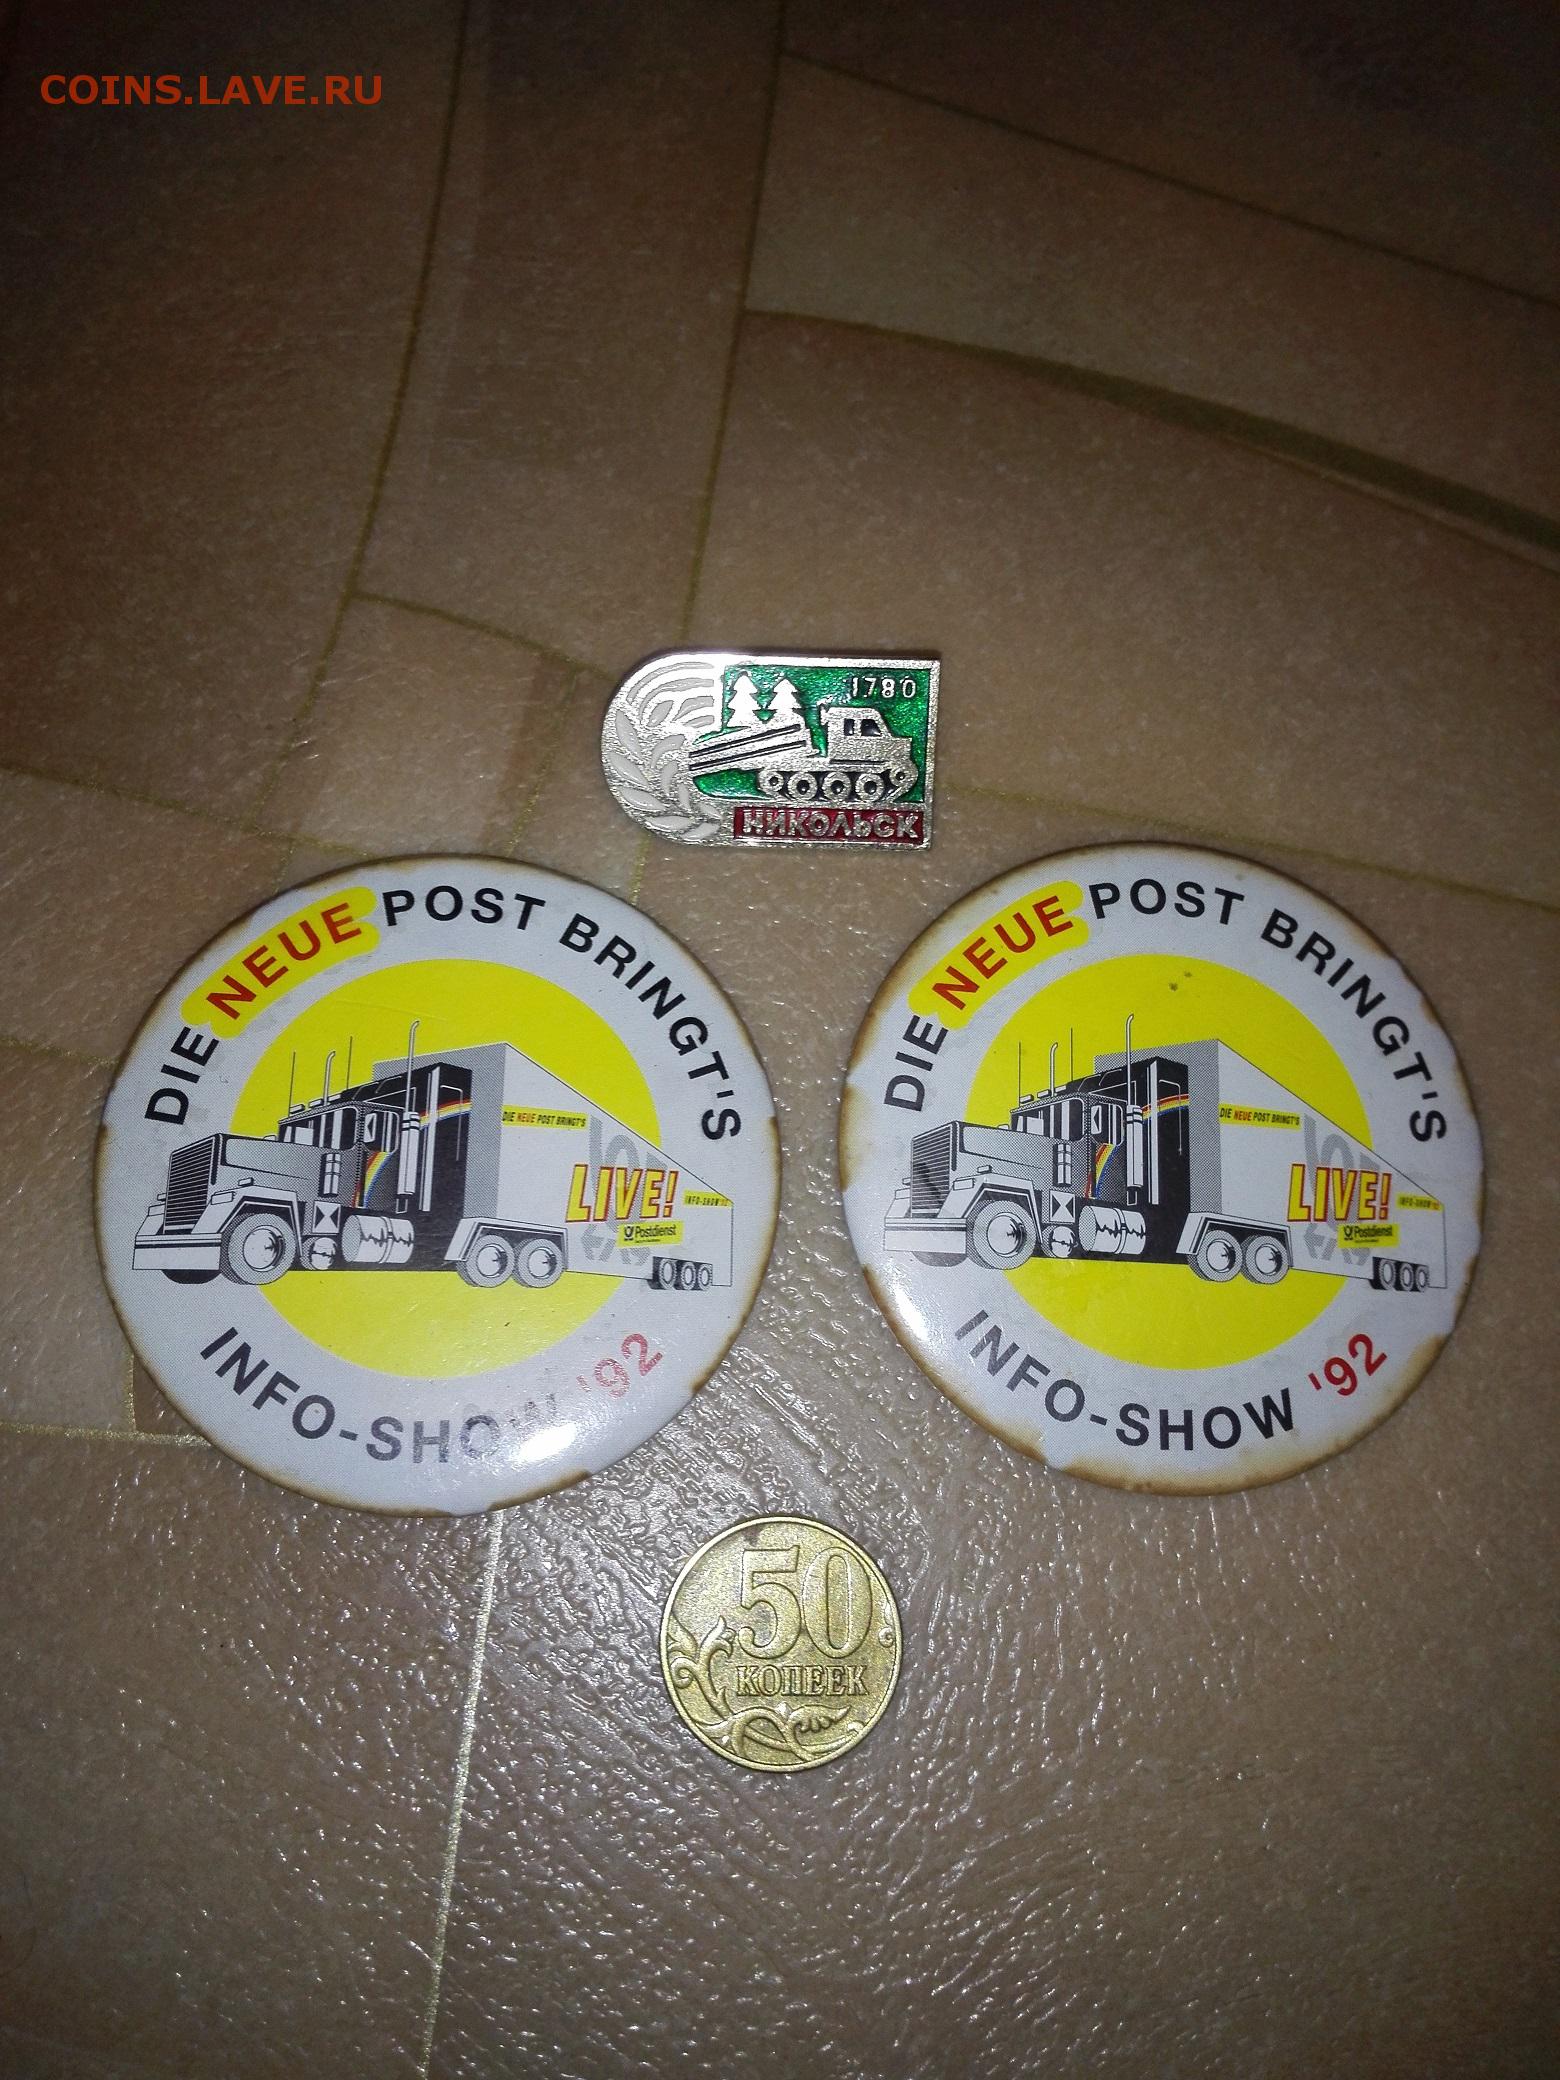 COINS.LAVE.RU
1780
НИКОЛЬСК
DIE NEUE POST BRINGT'S
DIE NEUE POST BRINGT'S
LIVE!
INFO-SHOW '92
Postdienst
INFO-SHOW '92
DIE NEUE POST BRINGT'S
DIE NEUE POST BRINGT'S
LIVE!
INFO-SHOW '92
Postdienst
INFO-SHOW '92
50
КОПЕЕК